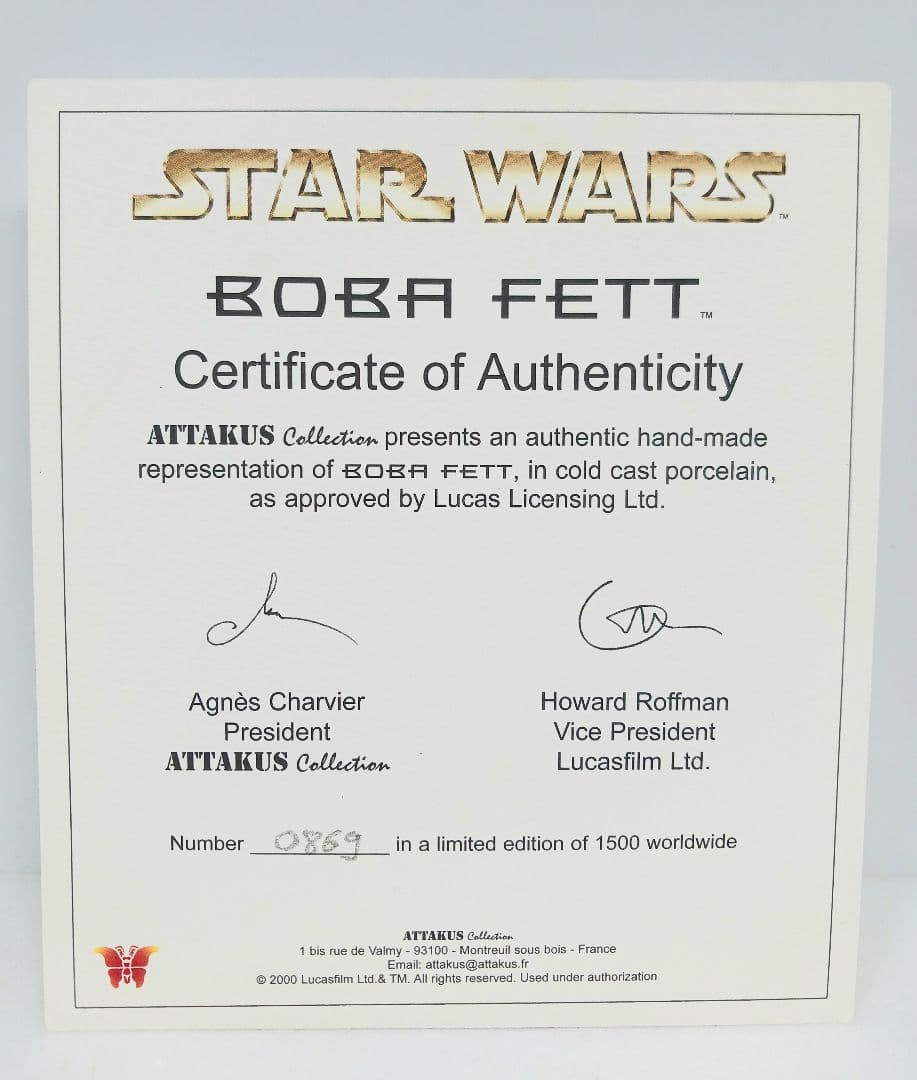 STAR WARS TM
BOBA FETT TM
Certificate of Authenticity
ATTAKUS Collection presents an authentic hand-made
representation of BOBA FETT, in cold cast porcelain,
as approved by Lucas Licensing Ltd.
Agnès Charvier
President
ATTAKUS Collection
Howard Roffman
Vice President
Lucasfilm Ltd.
Number 0869 in a limited edition of 1500 worldwide
ATTAKUS Collection
1 bis rue de Valmy - 93100 - Montreuil sous bois - France
Email: attakus@attakus.fr
© 2000 Lucasfilm Ltd.& TM. All rights reserved. Used under authorization